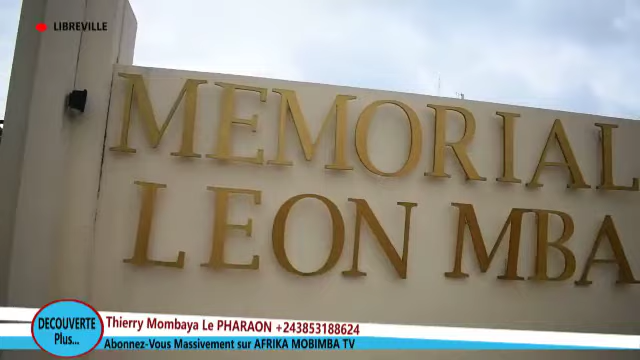 LIBREVILLE
MEMORIAL
LEON MBA
DECOUVERTE
Plus...
Thierry Mombaya Le PHARAON +243853188624
Abonnez-Vous Massivement sur AFRIKA MOBIMBA TV